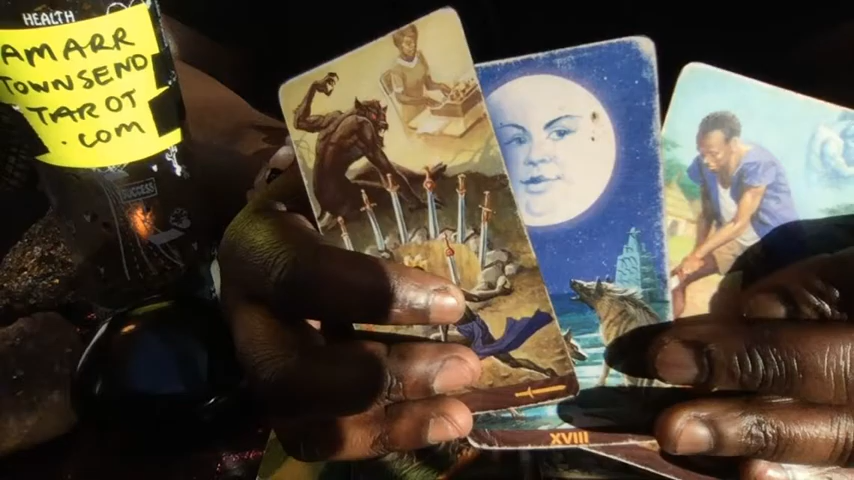 HEALTH
AMARR
TOWNSEND
TAROT
.COM
SUCCESS
XVIII